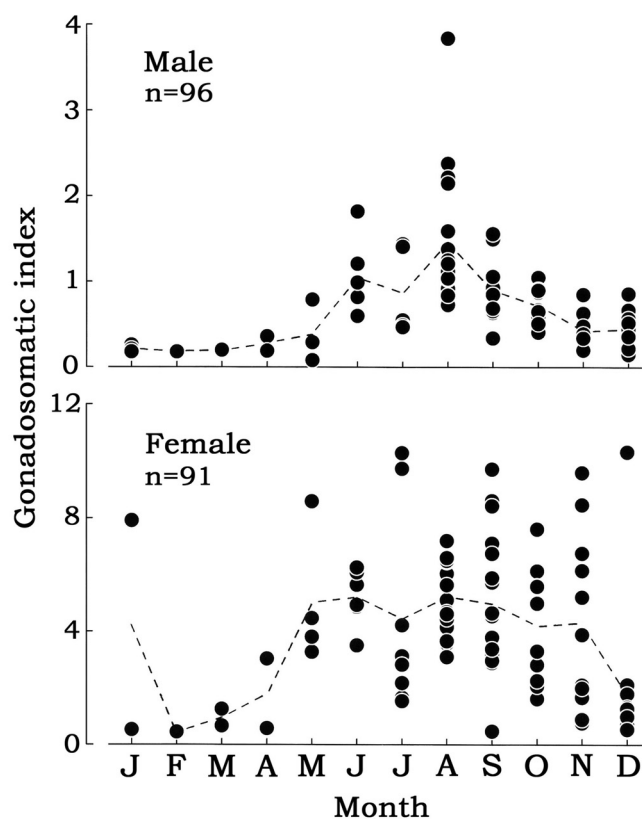 Gonadosomatic index
4
Male
n=96
3
2
1
0
12
Female
n=91
8
4
0
J F M A M J J A S O N D
Month